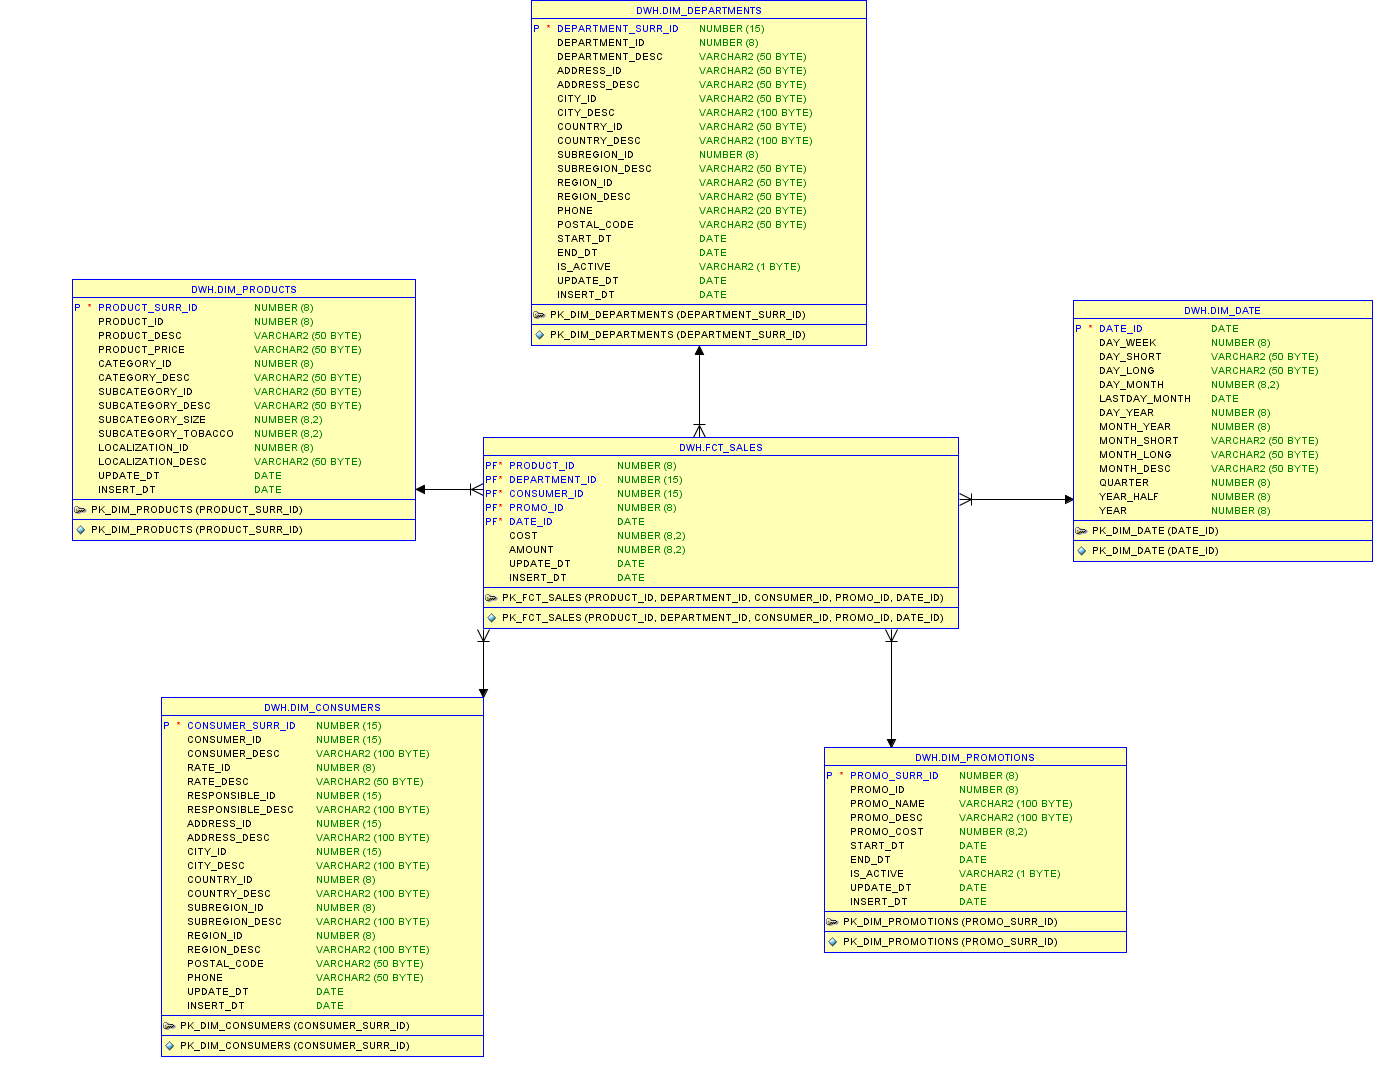 DWH.DIM_DEPARTMENTS
P * DEPARTMENT_SURR_ID NUMBER (15)
DEPARTMENT_ID NUMBER (8)
DEPARTMENT_DESC VARCHAR2 (50 BYTE)
ADDRESS_ID VARCHAR2 (50 BYTE)
ADDRESS_DESC VARCHAR2 (50 BYTE)
CITY_ID VARCHAR2 (50 BYTE)
CITY_DESC VARCHAR2 (100 BYTE)
COUNTRY_ID VARCHAR2 (50 BYTE)
COUNTRY_DESC VARCHAR2 (100 BYTE)
SUBREGION_ID NUMBER (8)
SUBREGION_DESC VARCHAR2 (50 BYTE)
REGION_ID VARCHAR2 (50 BYTE)
REGION_DESC VARCHAR2 (50 BYTE)
PHONE VARCHAR2 (20 BYTE)
POSTAL_CODE VARCHAR2 (50 BYTE)
START_DT DATE
END_DT DATE
IS_ACTIVE VARCHAR2 (1 BYTE)
UPDATE_DT DATE
INSERT_DT DATE
PK_DIM_DEPARTMENTS (DEPARTMENT_SURR_ID)
PK_DIM_DEPARTMENTS (DEPARTMENT_SURR_ID)
DWH.DIM_PRODUCTS
P * PRODUCT_SURR_ID NUMBER (8)
PRODUCT_ID NUMBER (8)
PRODUCT_DESC VARCHAR2 (50 BYTE)
PRODUCT_PRICE VARCHAR2 (50 BYTE)
CATEGORY_ID NUMBER (8)
CATEGORY_DESC VARCHAR2 (50 BYTE)
SUBCATEGORY_ID VARCHAR2 (50 BYTE)
SUBCATEGORY_DESC VARCHAR2 (50 BYTE)
SUBCATEGORY_SIZE NUMBER (8,2)
SUBCATEGORY_TOBACCO NUMBER (8,2)
LOCALIZATION_ID NUMBER (8)
LOCALIZATION_DESC VARCHAR2 (50 BYTE)
UPDATE_DT DATE
INSERT_DT DATE
PK_DIM_PRODUCTS (PRODUCT_SURR_ID)
PK_DIM_PRODUCTS (PRODUCT_SURR_ID)
DWH.DIM_DATE
P * DATE_ID DATE
DAY_WEEK NUMBER (8)
DAY_SHORT VARCHAR2 (50 BYTE)
DAY_LONG VARCHAR2 (50 BYTE)
DAY_MONTH NUMBER (8,2)
LASTDAY_MONTH DATE
DAY_YEAR NUMBER (8)
MONTH_YEAR NUMBER (8)
MONTH_SHORT VARCHAR2 (50 BYTE)
MONTH_LONG VARCHAR2 (50 BYTE)
MONTH_DESC VARCHAR2 (50 BYTE)
QUARTER NUMBER (8)
YEAR_HALF NUMBER (8)
YEAR NUMBER (8)
PK_DIM_DATE (DATE_ID)
PK_DIM_DATE (DATE_ID)
DWH.FCT_SALES
PF* PRODUCT_ID NUMBER (8)
PF* DEPARTMENT_ID NUMBER (15)
PF* CONSUMER_ID NUMBER (15)
PF* PROMO_ID NUMBER (8)
PF* DATE_ID DATE
COST NUMBER (8,2)
AMOUNT NUMBER (8,2)
UPDATE_DT DATE
INSERT_DT DATE
PK_FCT_SALES (PRODUCT_ID, DEPARTMENT_ID, CONSUMER_ID, PROMO_ID, DATE_ID)
PK_FCT_SALES (PRODUCT_ID, DEPARTMENT_ID, CONSUMER_ID, PROMO_ID, DATE_ID)
DWH.DIM_CONSUMERS
P * CONSUMER_SURR_ID NUMBER (15)
CONSUMER_ID NUMBER (15)
CONSUMER_DESC VARCHAR2 (100 BYTE)
RATE_ID NUMBER (8)
RATE_DESC VARCHAR2 (50 BYTE)
RESPONSIBLE_ID NUMBER (15)
RESPONSIBLE_DESC VARCHAR2 (100 BYTE)
ADDRESS_ID NUMBER (15)
ADDRESS_DESC VARCHAR2 (100 BYTE)
CITY_ID NUMBER (15)
CITY_DESC VARCHAR2 (100 BYTE)
COUNTRY_ID NUMBER (8)
COUNTRY_DESC VARCHAR2 (100 BYTE)
SUBREGION_ID NUMBER (8)
SUBREGION_DESC VARCHAR2 (100 BYTE)
REGION_ID NUMBER (8)
REGION_DESC VARCHAR2 (100 BYTE)
POSTAL_CODE VARCHAR2 (50 BYTE)
PHONE VARCHAR2 (50 BYTE)
UPDATE_DT DATE
INSERT_DT DATE
PK_DIM_CONSUMERS (CONSUMER_SURR_ID)
PK_DIM_CONSUMERS (CONSUMER_SURR_ID)
DWH.DIM_PROMOTIONS
P * PROMO_SURR_ID NUMBER (8)
PROMO_ID NUMBER (8)
PROMO_NAME VARCHAR2 (100 BYTE)
PROMO_DESC VARCHAR2 (100 BYTE)
PROMO_COST NUMBER (8,2)
START_DT DATE
END_DT DATE
IS_ACTIVE VARCHAR2 (1 BYTE)
UPDATE_DT DATE
INSERT_DT DATE
PK_DIM_PROMOTIONS (PROMO_SURR_ID)
PK_DIM_PROMOTIONS (PROMO_SURR_ID)